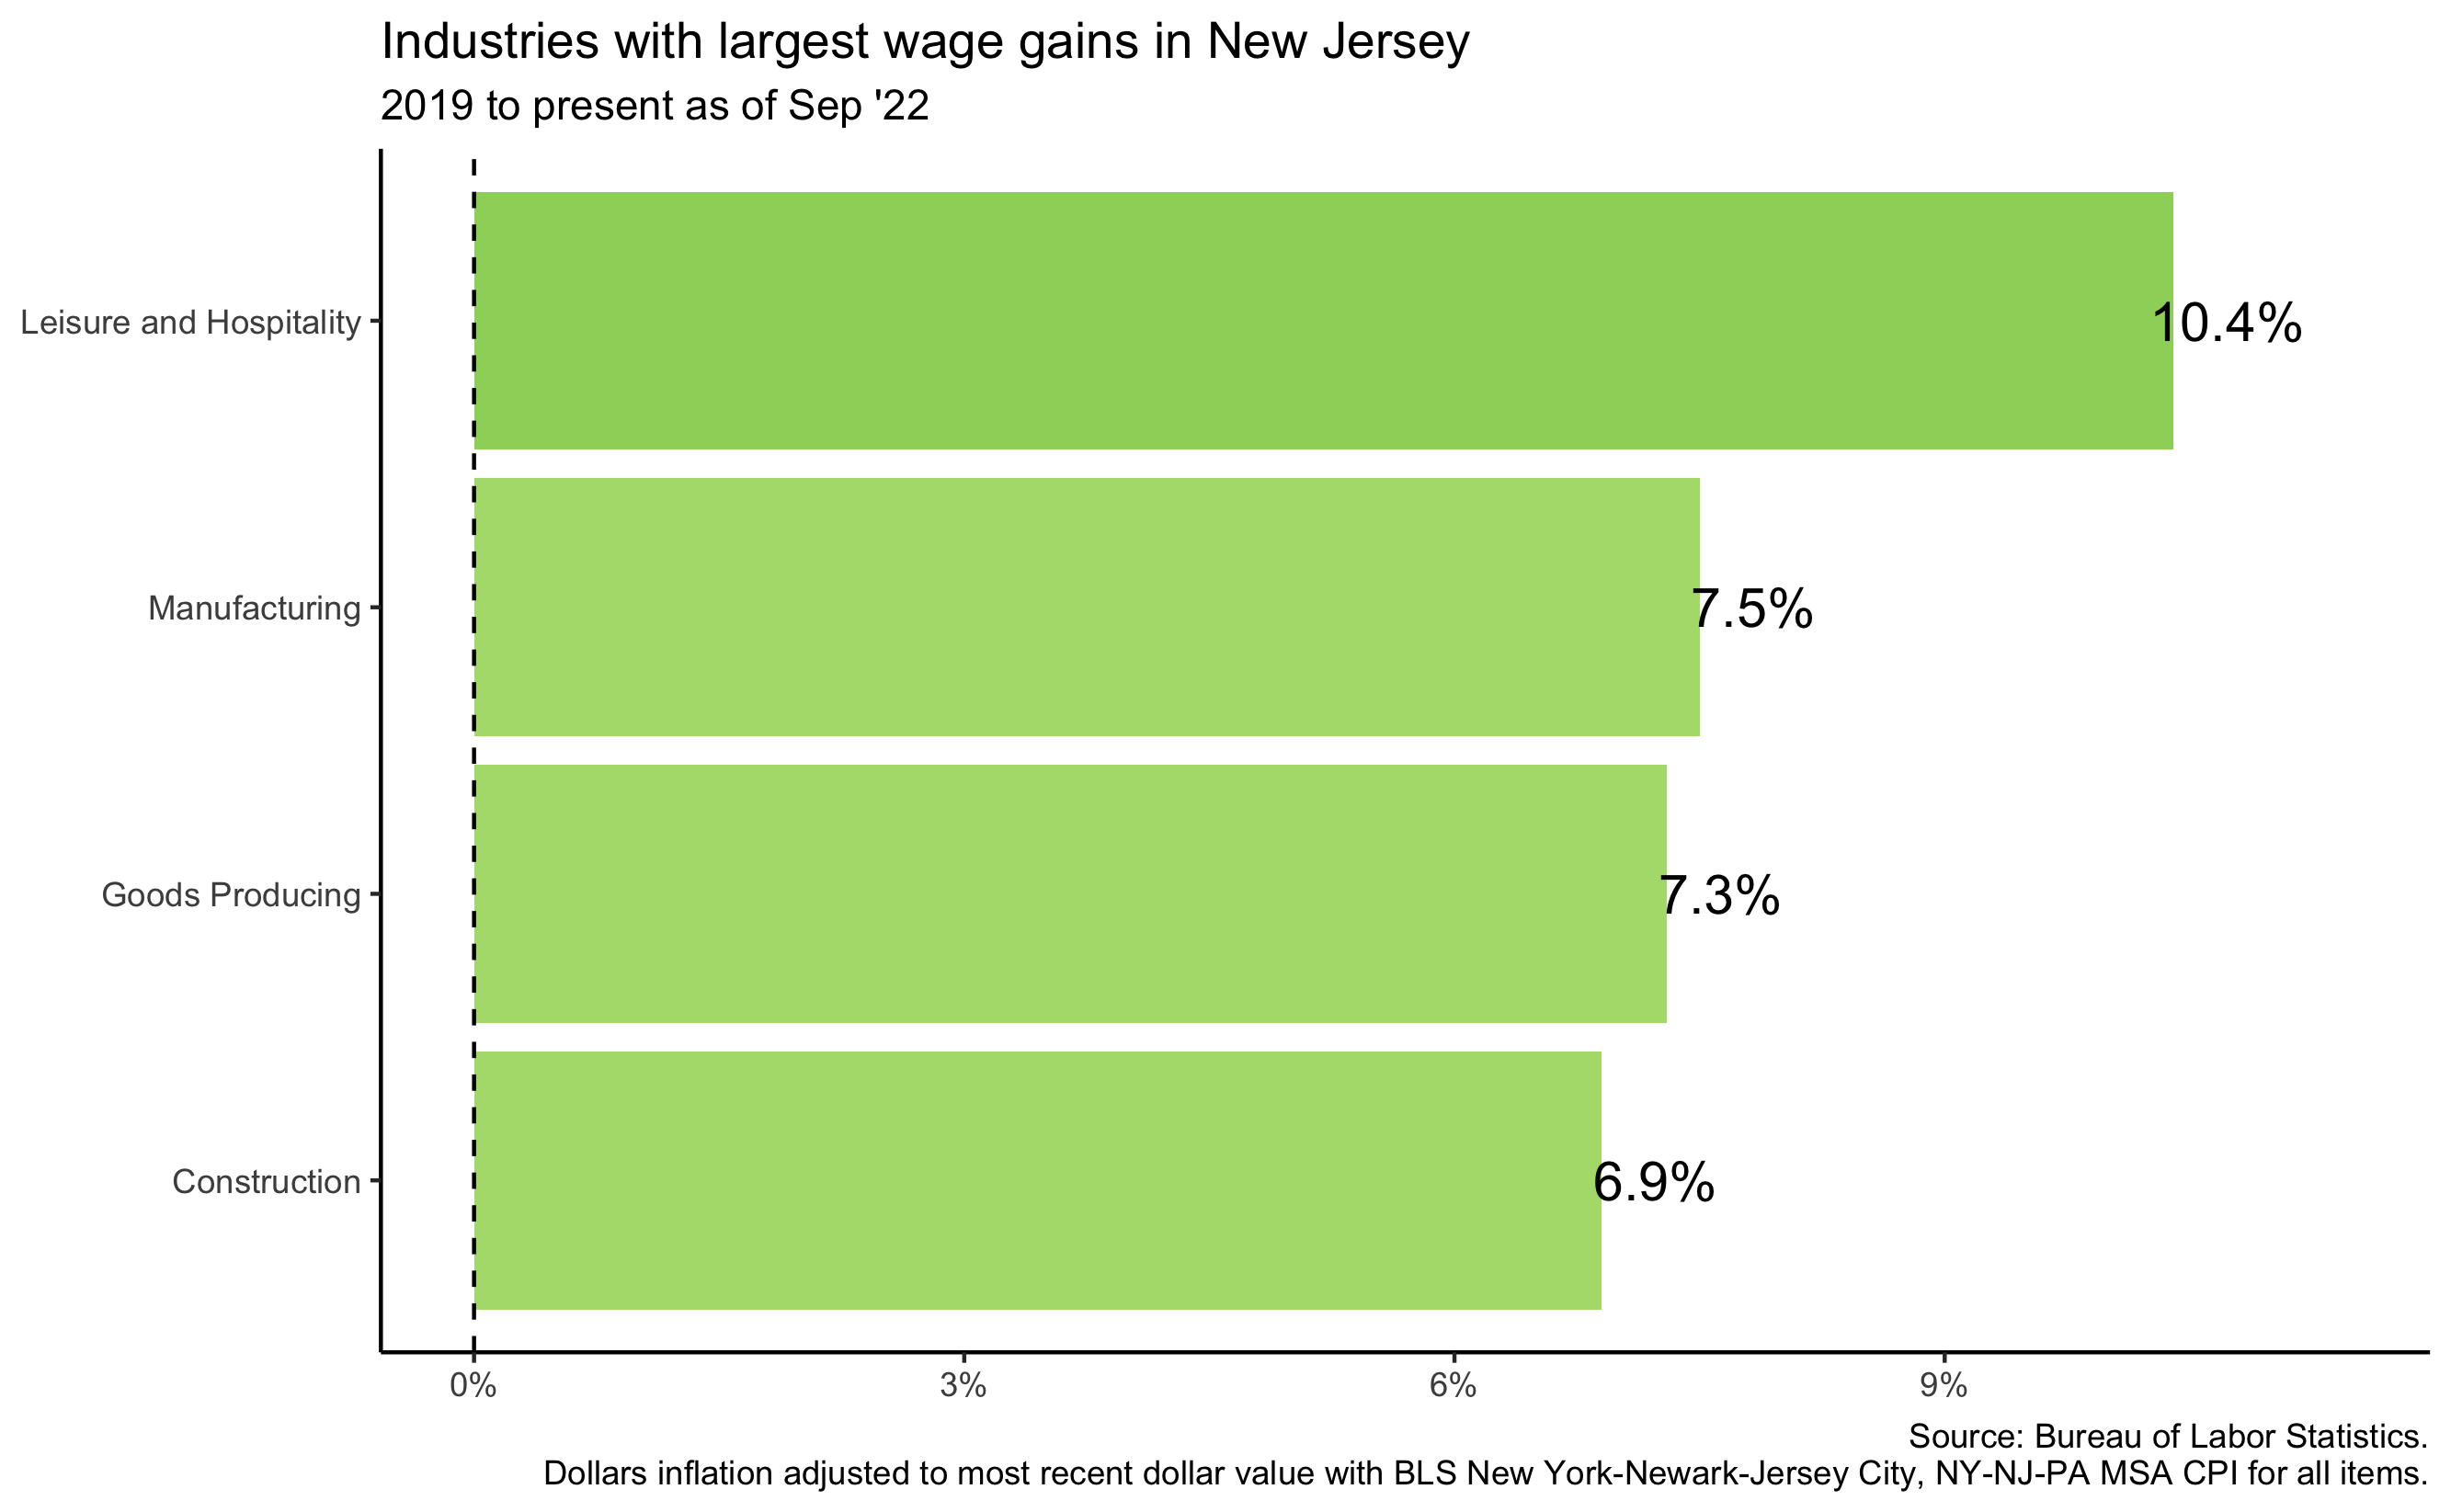 Industries with largest wage gains in New Jersey
2019 to present as of Sep '22
Leisure and Hospitality
10.4%
Manufacturing
7.5%
Goods Producing
7.3%
Construction
6.9%
0%
3%
6%
9%
Source: Bureau of Labor Statistics.
Dollars inflation adjusted to most recent dollar value with BLS New York-Newark-Jersey City, NY-NJ-PA MSA CPI for all items.